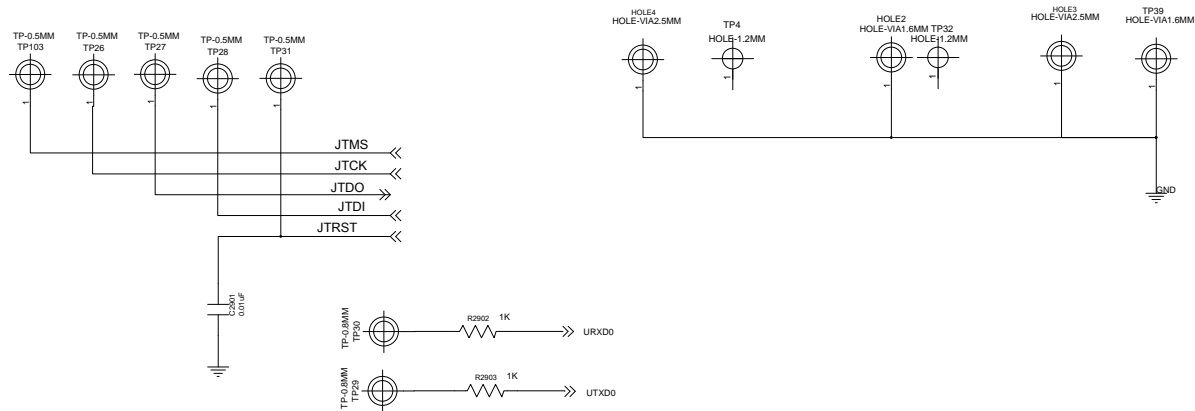 TP-0.5MM
TP103
TP-0.5MM
TP26
TP-0.5MM
TP27
TP-0.5MM
TP28
TP-0.5MM
TP31
1
1
1
1
1
JTMS
JTCK
JTDO
JTDI
JTRST
C2901
0.01uF
TP-0.8MM
TP30
R2902 1K
URXD0
TP-0.8MM
TP29
R2903 1K
UTXD0
HOLE4
HOLE-VIA2.5MM
TP4
HOLE-1.2MM
HOLE2
HOLE-VIA1.6MM
TP32
HOLE-1.2MM
HOLE3
HOLE-VIA2.5MM
TP39
HOLE-VIA1.6MM
1
1
1
1
1
1
GND